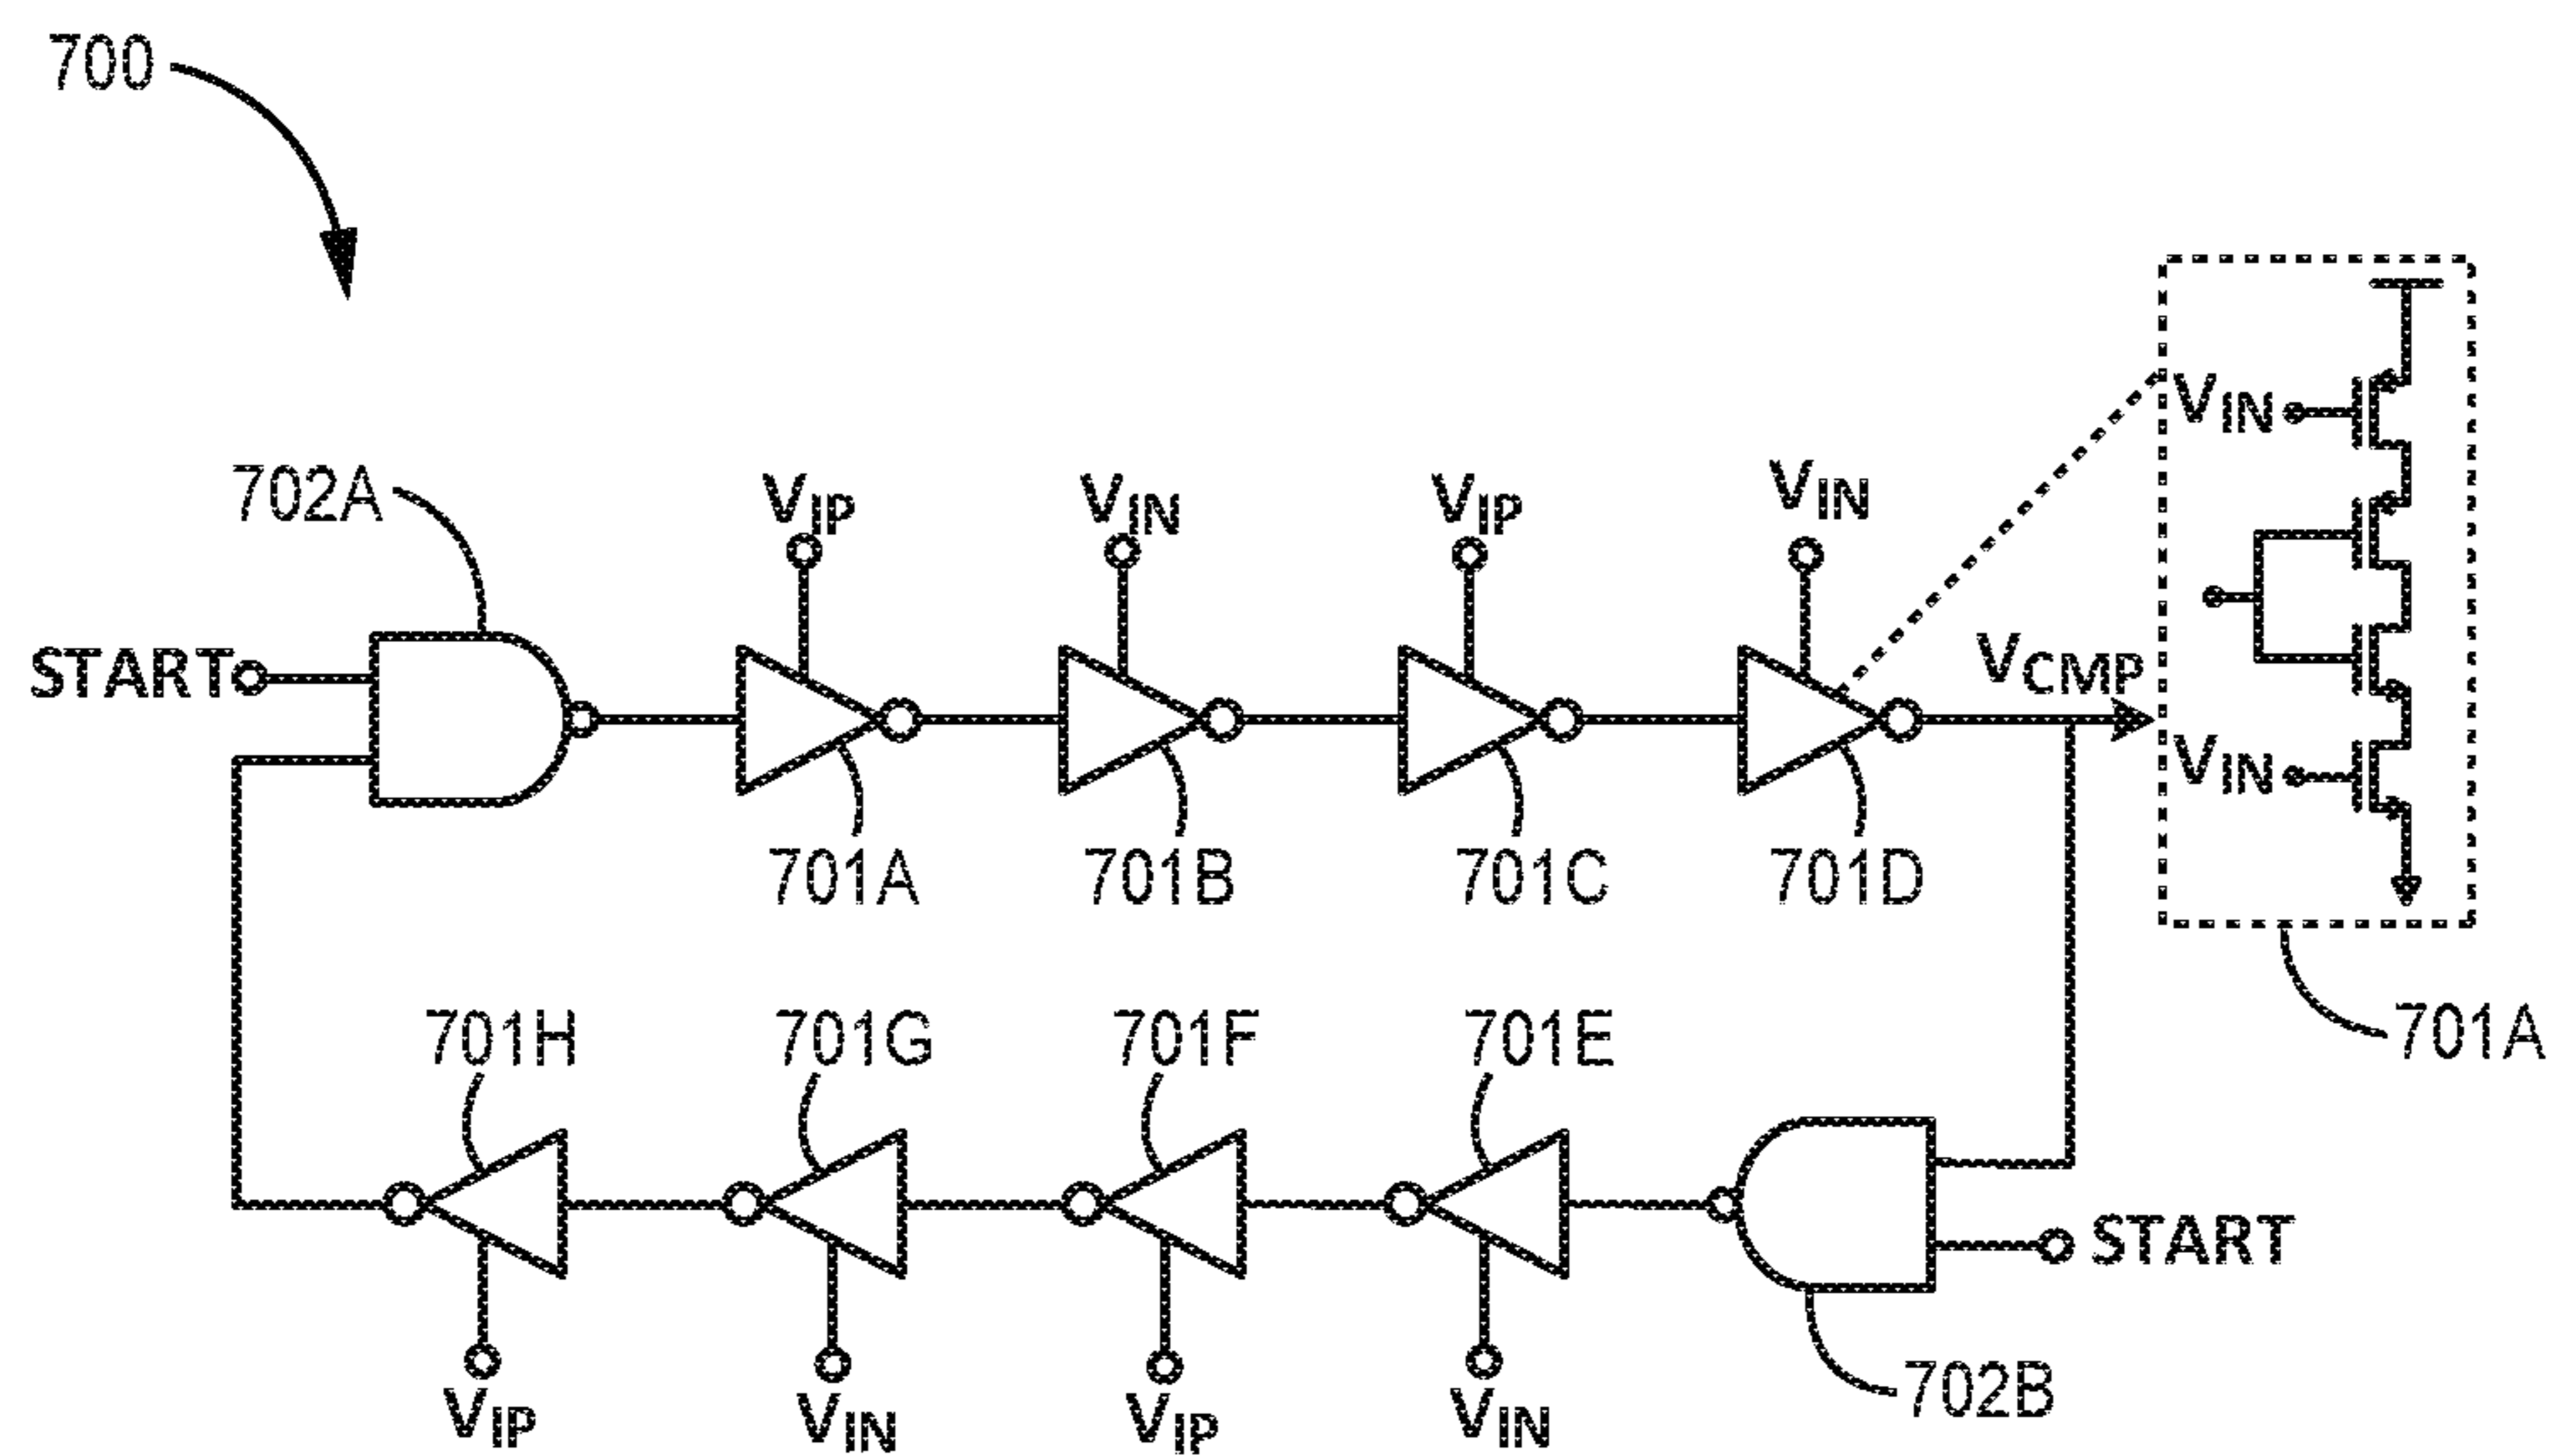 700
702A
START
VIP
VIN
VIP
VIN
VCMP
VIN
VIN
701A
701B
701C
701D
701A
701H
701G
701F
701E
START
702B
VIP
VIN
VIP
VIN